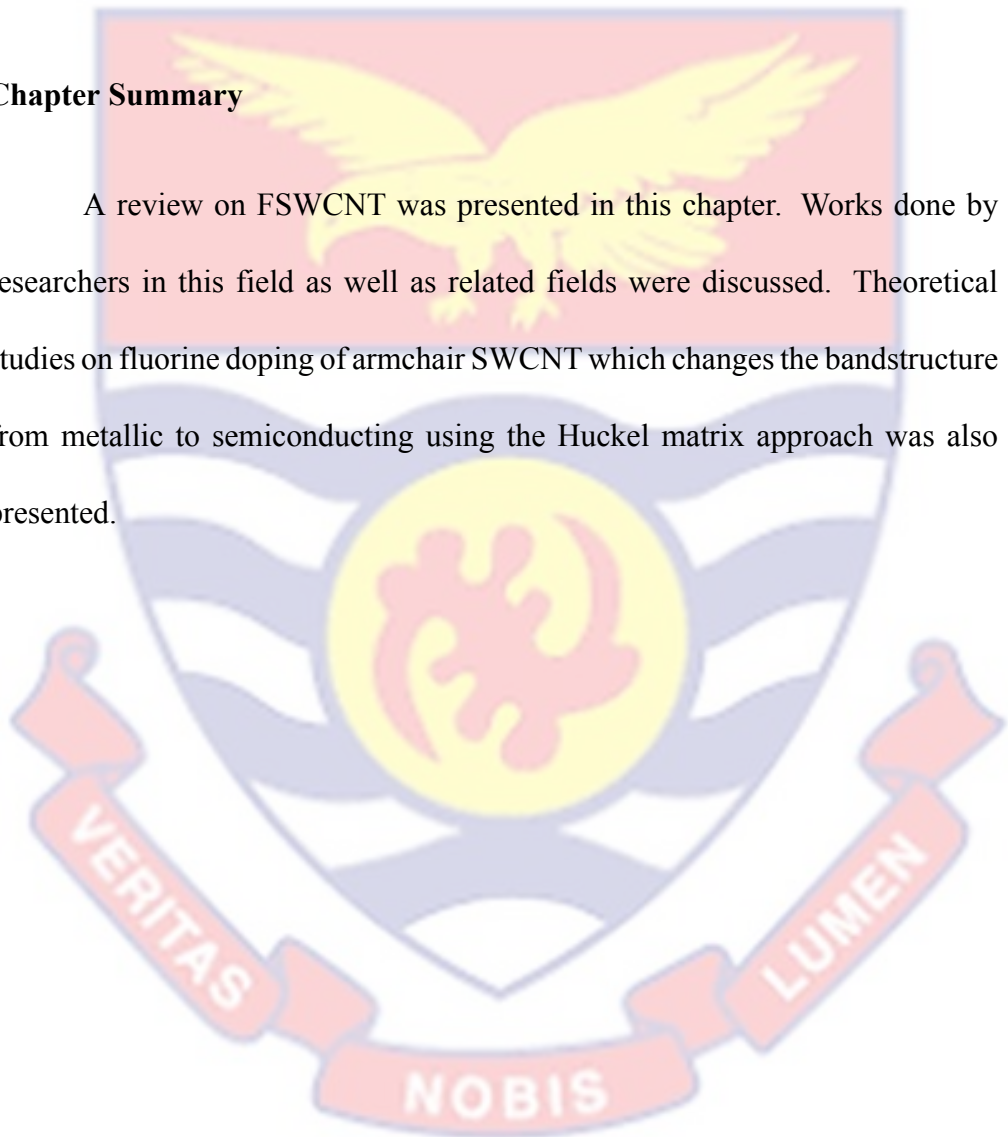 Chapter Summary
A review on FSWCNT was presented in this chapter. Works done by
researchers in this field as well as related fields were discussed. Theoretical
studies on fluorine doping of armchair SWCNT which changes the bandstructure
from metallic to semiconducting using the Huckel matrix approach was also
presented.
VERITAS
NOBIS
LUMEN